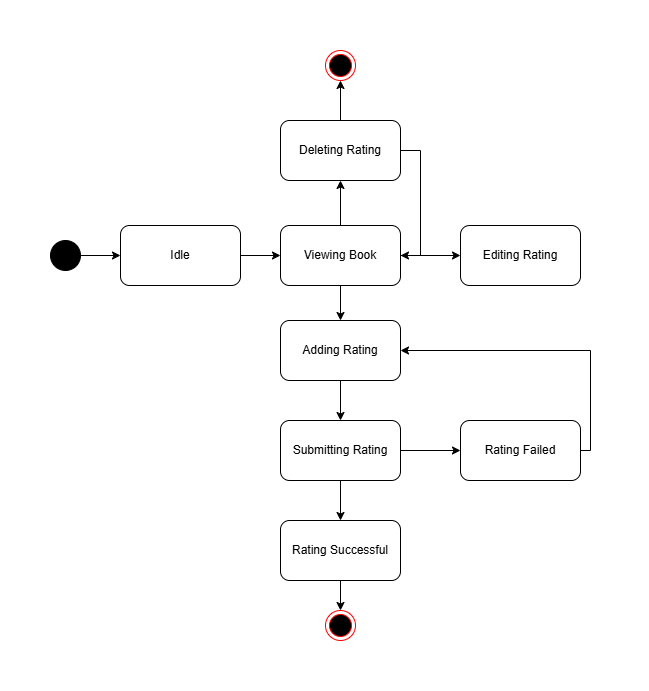 Deleting Rating
Idle
Viewing Book
Editing Rating
Adding Rating
Submitting Rating
Rating Failed
Rating Successful